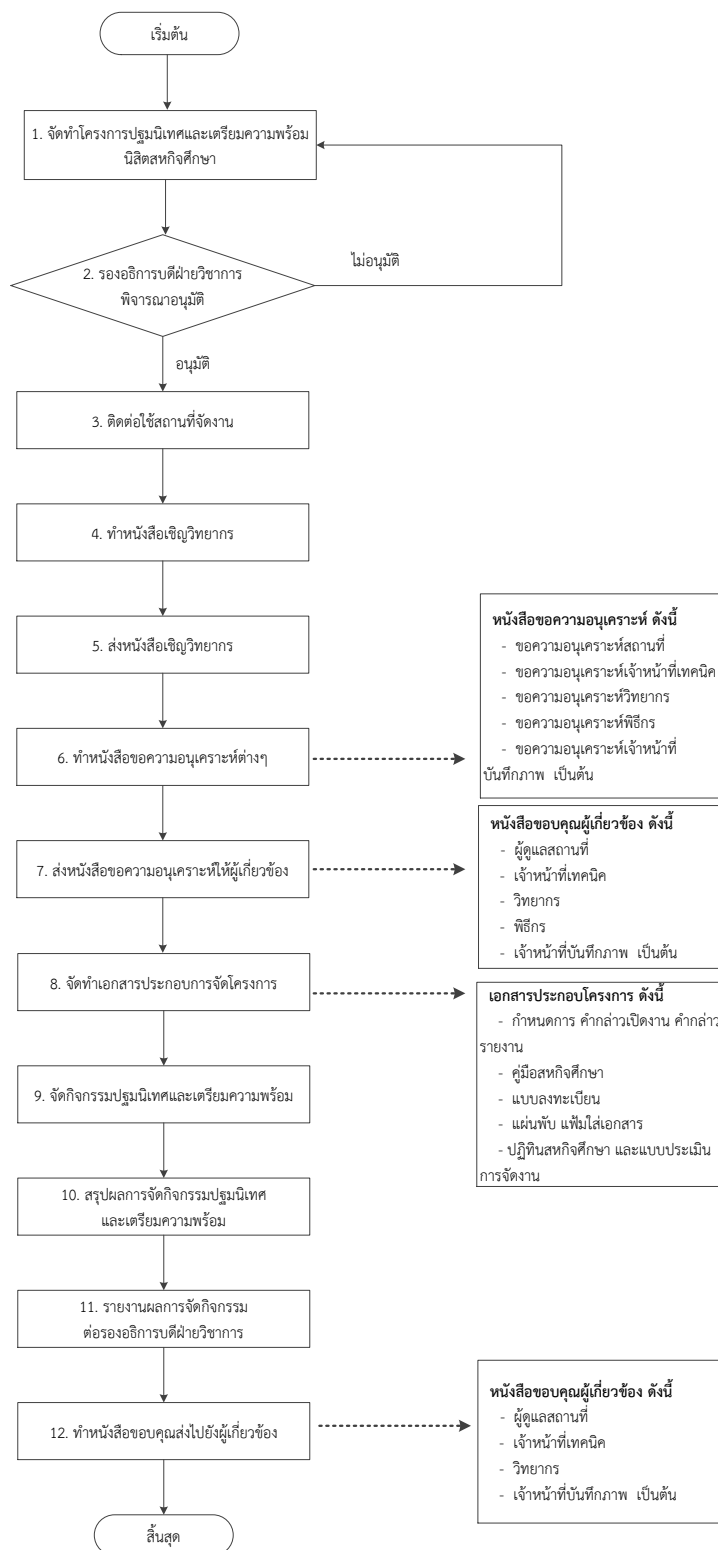 เริ่มต้น
1. จัดทำโครงการปฐมนิเทศและเตรียมความพร้อม
นิสิตสหกิจศึกษา
ไม่อนุมัติ
2. รองอธิการบดีฝ่ายวิชาการ
พิจารณาอนุมัติ
อนุมัติ
3. ติดต่อใช้สถานที่จัดงาน
4. ทำหนังสือเชิญวิทยากร
5. ส่งหนังสือเชิญวิทยากร
6. ทำหนังสือขอความอนุเคราะห์ต่างๆ
หนังสือขอความอนุเคราะห์ ดังนี้
- ขอความอนุเคราะห์สถานที่
- ขอความอนุเคราะห์เจ้าหน้าที่เทคนิค
- ขอความอนุเคราะห์วิทยากร
- ขอความอนุเคราะห์พิธีกร
- ขอความอนุเคราะห์เจ้าหน้าที่
บันทึกภาพ เป็นต้น
7. ส่งหนังสือขอความอนุเคราะห์ให้ผู้เกี่ยวข้อง
หนังสือขอบคุณผู้เกี่ยวข้อง ดังนี้
- ผู้ดูแลสถานที่
- เจ้าหน้าที่เทคนิค
- วิทยากร
- พิธีกร
- เจ้าหน้าที่บันทึกภาพ เป็นต้น
8. จัดทำเอกสารประกอบการจัดโครงการ
เอกสารประกอบโครงการ ดังนี้
- กำหนดการ คำกล่าวเปิดงาน คำกล่าว
รายงาน
- คู่มือสหกิจศึกษา
- แบบลงทะเบียน
- แผ่นพับ แฟ้มใส่เอกสาร
- ปฏิทินสหกิจศึกษา และแบบประเมิน
การจัดงาน
9. จัดกิจกรรมปฐมนิเทศและเตรียมความพร้อม
10. สรุปผลการจัดกิจกรรมปฐมนิเทศ
และเตรียมความพร้อม
11. รายงานผลการจัดกิจกรรม
ต่อรองอธิการบดีฝ่ายวิชาการ
12. ทำหนังสือขอบคุณส่งไปยังผู้เกี่ยวข้อง
หนังสือขอบคุณผู้เกี่ยวข้อง ดังนี้
- ผู้ดูแลสถานที่
- เจ้าหน้าที่เทคนิค
- วิทยากร
- เจ้าหน้าที่บันทึกภาพ เป็นต้น
สิ้นสุด